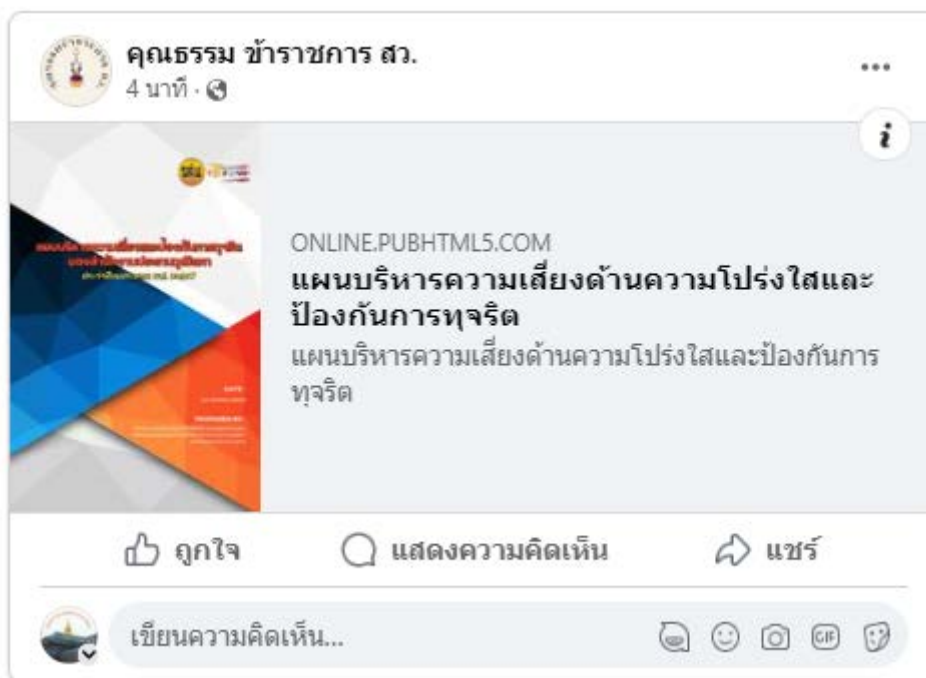 คุณธรรม ข้าราชการ สว.
4 นาที ·
ONLINE.PUBHTML5.COM
แผนบริหารความเสี่ยงด้านความโปร่งใสและ
ป้องกันการทุจริต
แผนบริหารความเสี่ยงด้านความโปร่งใสและป้องกันการ
ทุจริต
ถูกใจ
แสดงความคิดเห็น
แชร์
เขียนความคิดเห็น...
GIF